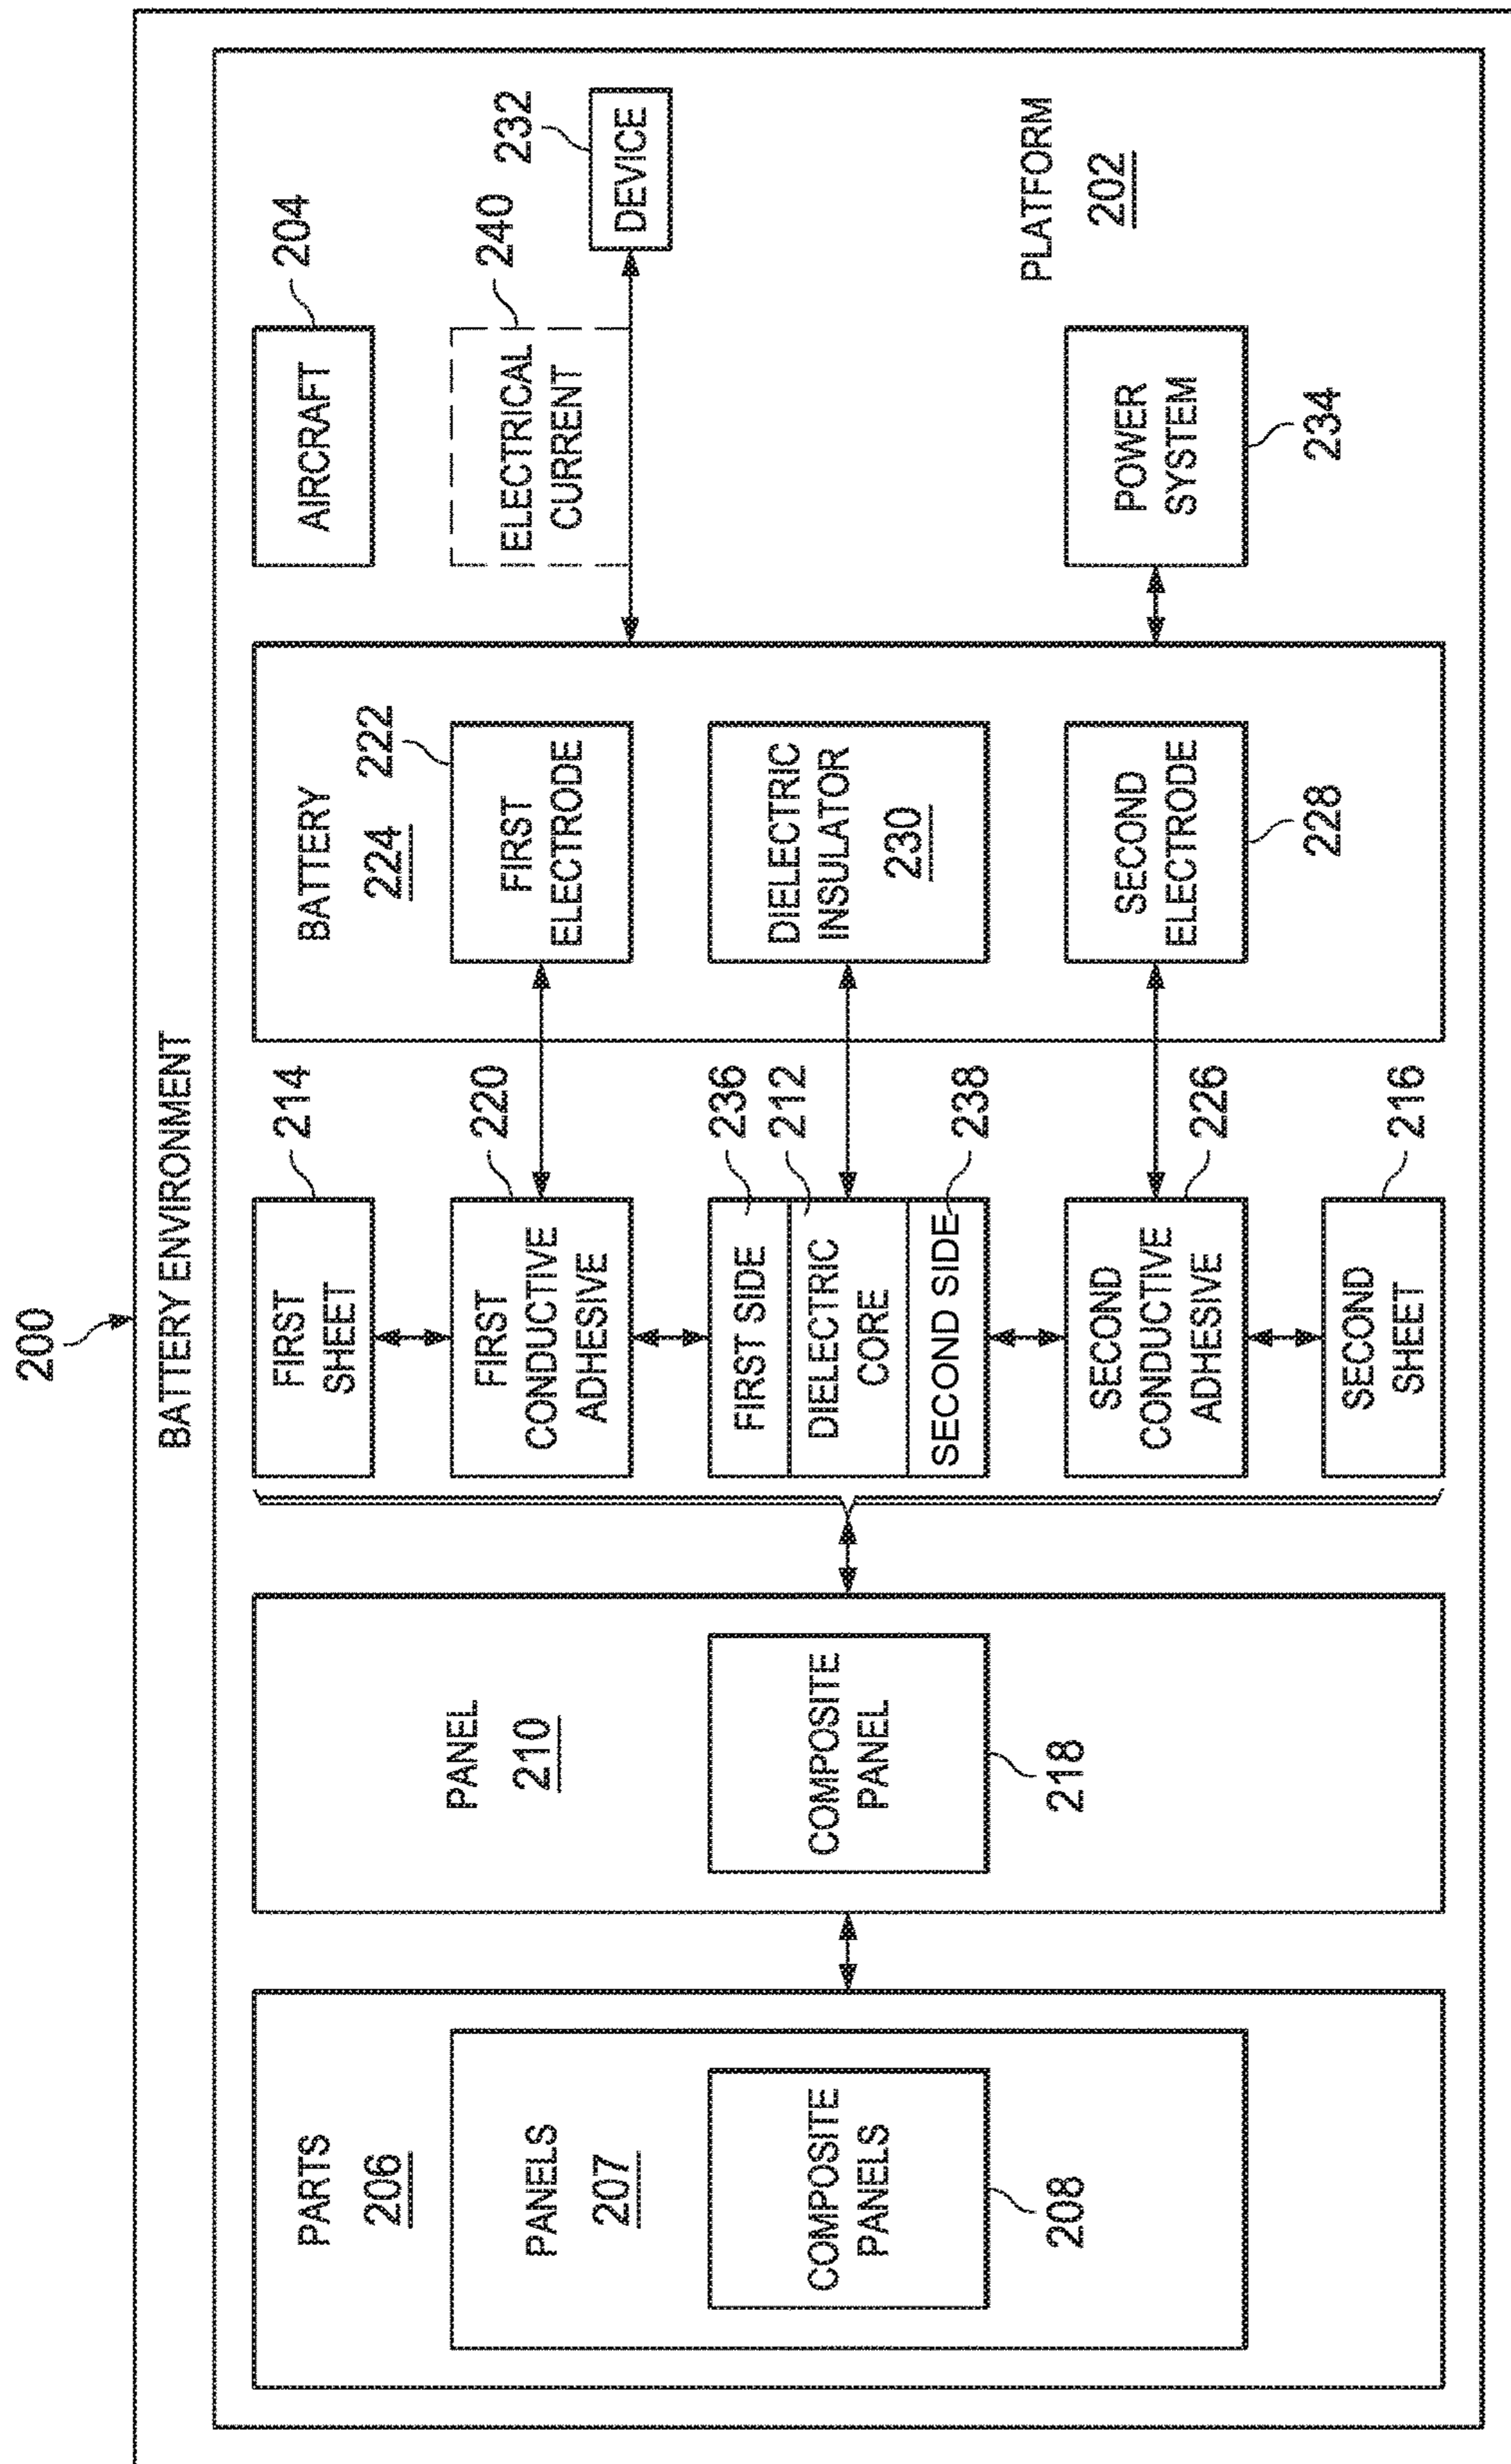 200
BATTERY ENVIRONMENT
PARTS
206
PANELS
207
COMPOSITE
PANELS
208
PANEL
210
COMPOSITE
PANEL
218
FIRST
SHEET
214
FIRST
CONDUCTIVE
ADHESIVE
220
FIRST SIDE
236
DIELECTRIC
CORE
212
SECOND SIDE
238
SECOND
CONDUCTIVE
ADHESIVE
226
SECOND
SHEET
216
BATTERY
224
222
FIRST
ELECTRODE
DIELECTRIC
INSULATOR
230
SECOND
ELECTRODE
228
AIRCRAFT
204
ELECTRICAL
CURRENT
240
232
DEVICE
POWER
SYSTEM
234
PLATFORM
202